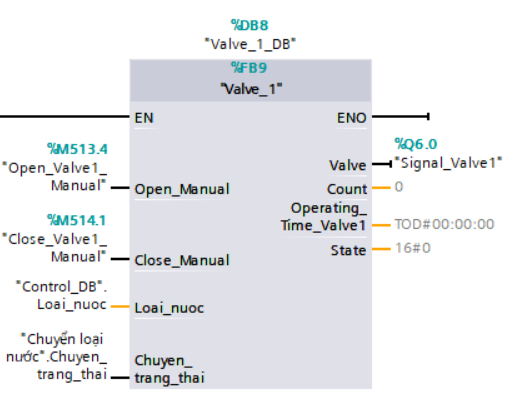 %DB8
"Valve_1_DB"
%FB9
"Valve_1"
EN
ENO
%M513.4
"Open_Valve1_
Manual"
Open_Manual
%M514.1
"Close_Valve1_
Manual"
Close_Manual
"Control_DB".
Loai_nuoc
Loai_nuoc
"Chuyển loại
nước".Chuyen_
trang_thai
Chuyen_
trang_thai
Valve
%Q6.0
"Signal_Valve1"
Count
0
Operating_
Time_Valve1
TOD#00:00:00
State
16#0